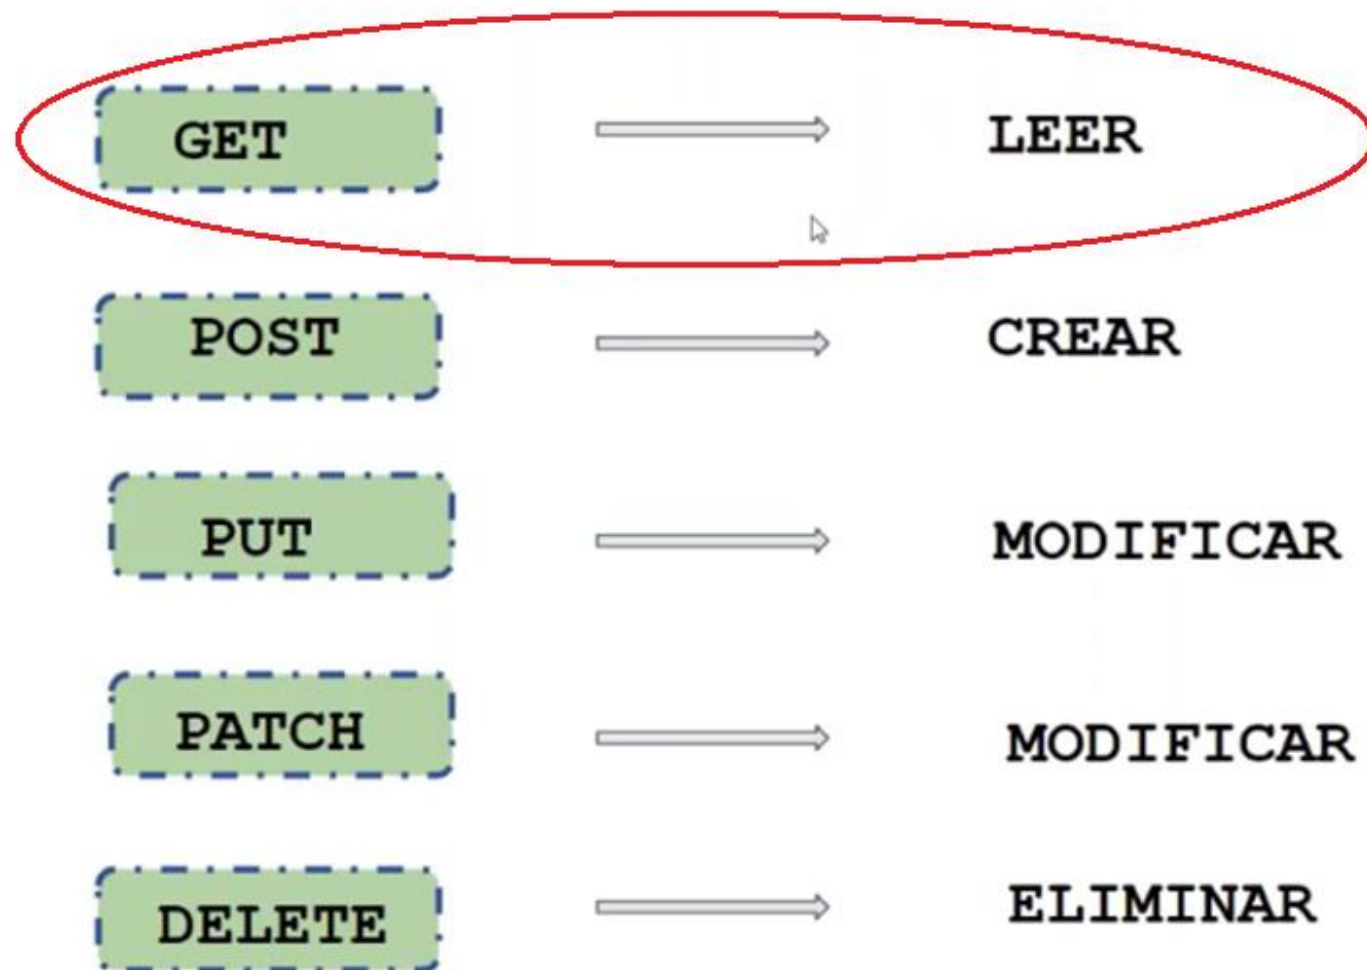 GET LEER
POST CREAR
PUT MODIFICAR
PATCH MODIFICAR
DELETE ELIMINAR